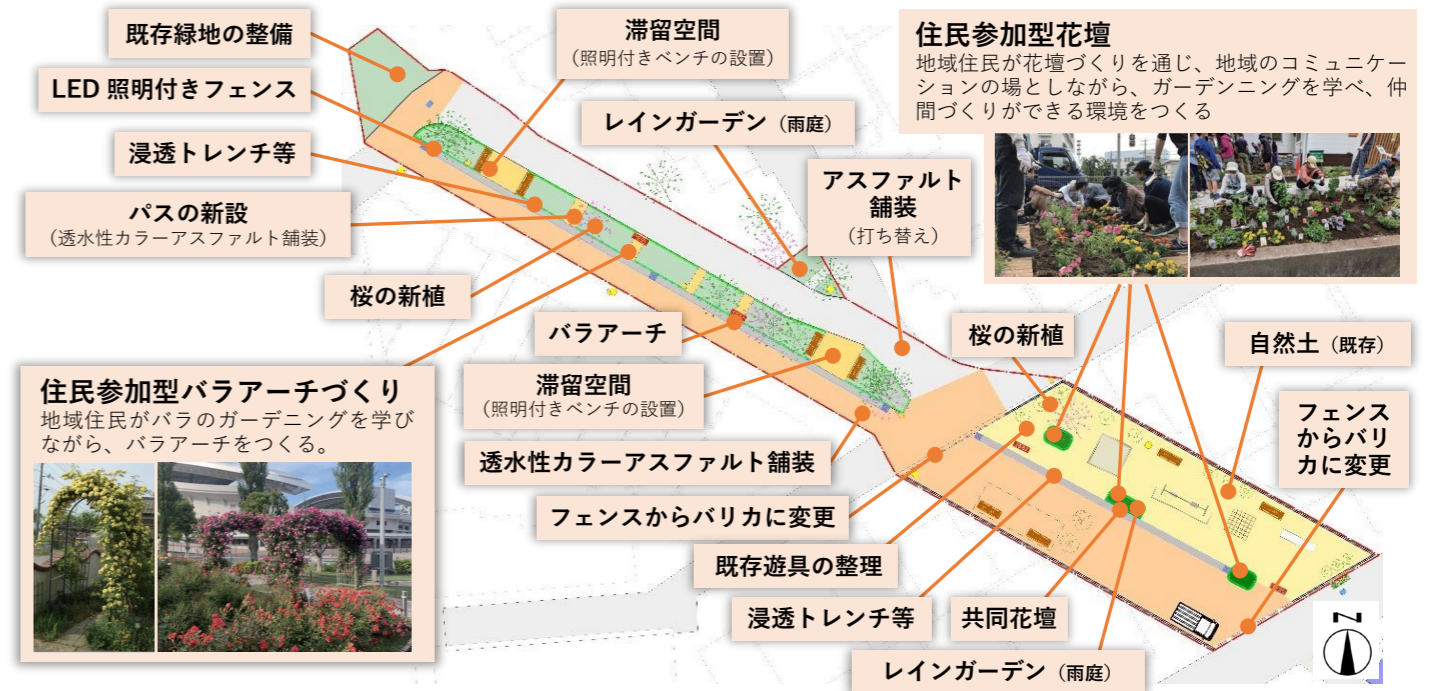 既存緑地の整備
LED 照明付きフェンス
浸透トレンチ等
パスの新設
（透水性カラーアスファルト舗装）
桜の新植
滞留空間
（照明付きベンチの設置）
レインガーデン（雨庭）
アスファルト
舗装
（打ち替え）
住民参加型花壇
地域住民が花壇づくりを通じ、地域のコミュニケー
ションの場としながら、ガーデンニングを学べ、仲
間づくりができる環境をつくる
バラアーチ
滞留空間
（照明付きベンチの設置）
透水性カラーアスファルト舗装
フェンスからバリカに変更
既存遊具の整理
浸透トレンチ等
共同花壇
レインガーデン（雨庭）
桜の新植
自然土（既存）
フェンス
からバリ
カに変更
住民参加型バラアーチづくり
地域住民がバラのガーデニングを学び
ながら、バラアーチをつくる。
N